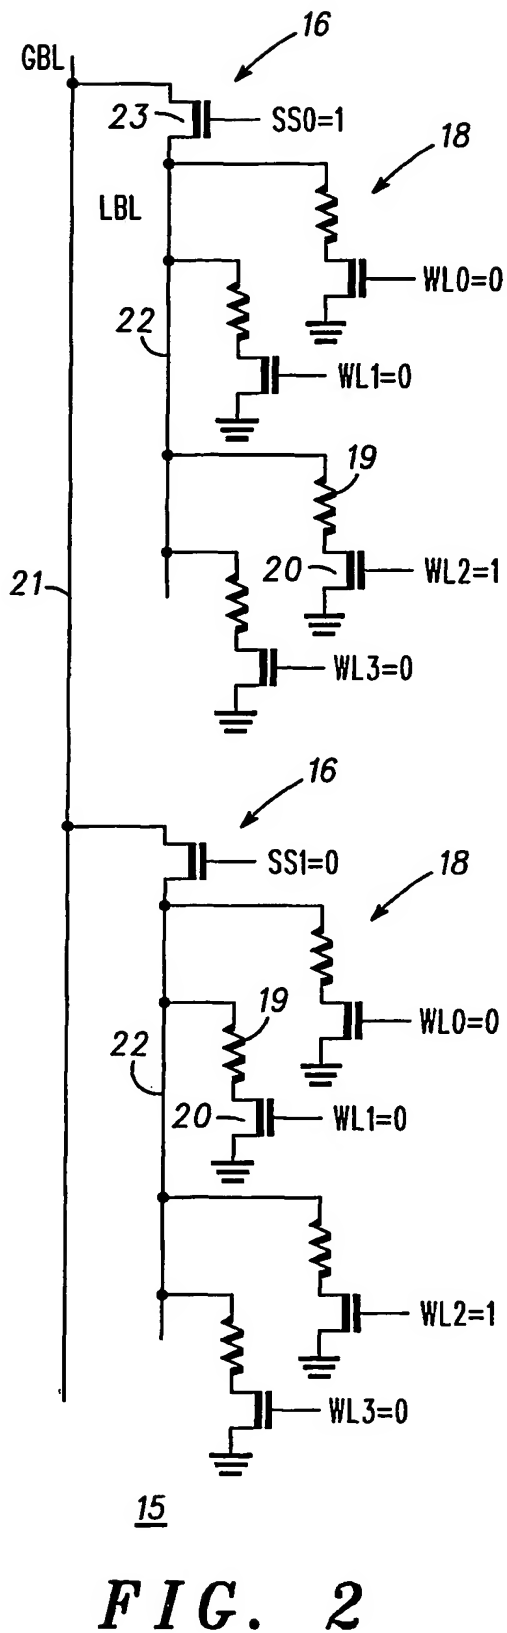 16
GBL
23
SS0=1
18
LBL
WL0=0
22
WL1=0
19
21
20
WL2=1
WL3=0
16
SS1=0
18
19
WL0=0
22
20
WL1=0
WL2=1
WL3=0
15
FIG. 2